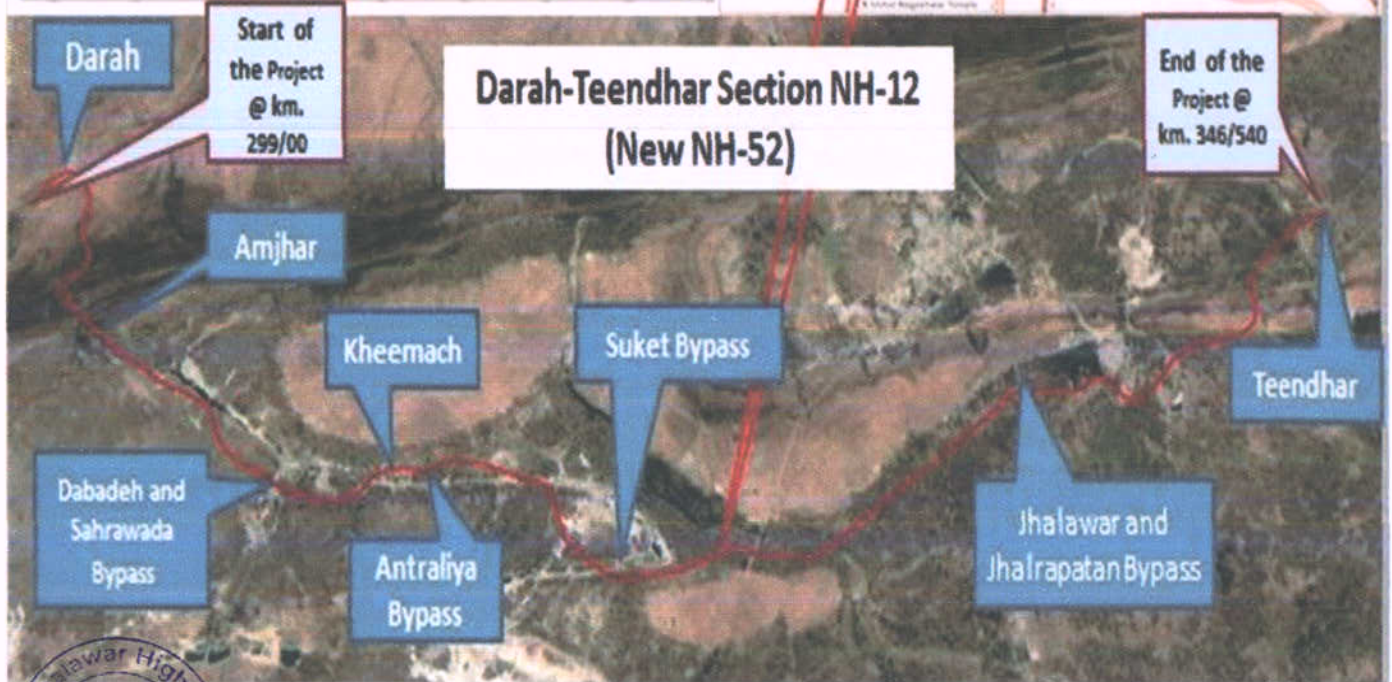 Darah
Start of
the Project
@ km.
299/00
Darah-Teendhar Section NH-12
(New NH-52)
End of the
Project @
km. 346/540
Amjhar
Kheemach
Suket Bypass
Teendhar
Dabadeh and
Sahrawada
Bypass
Antraliya
Bypass
Jhalawar and
Jhalrapatan Bypass
alawar High